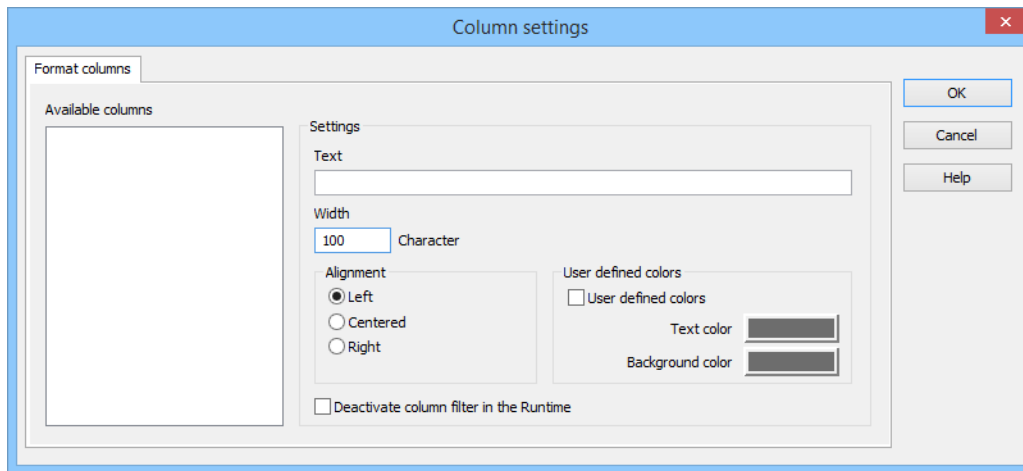 Column settings
Format columns
Available columns
Settings
Text
Width
100 Character
Alignment
Left
Centered
Right
User defined colors
User defined colors
Text color
Background color
Deactivate column filter in the Runtime
OK
Cancel
Help